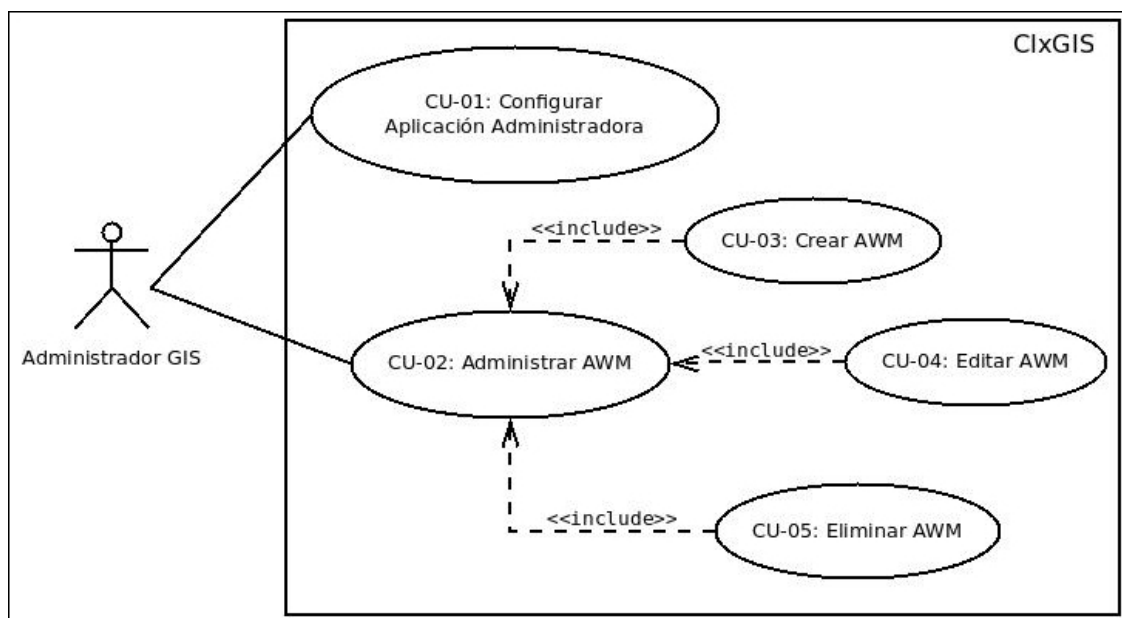 ClxGIS
CU-01: Configurar
Aplicación Administradora
<<include>>
CU-03: Crear AWM
Administrador GIS
CU-02: Administrar AWM
<<include>>
CU-04: Editar AWM
<<include>>
CU-05: Eliminar AWM